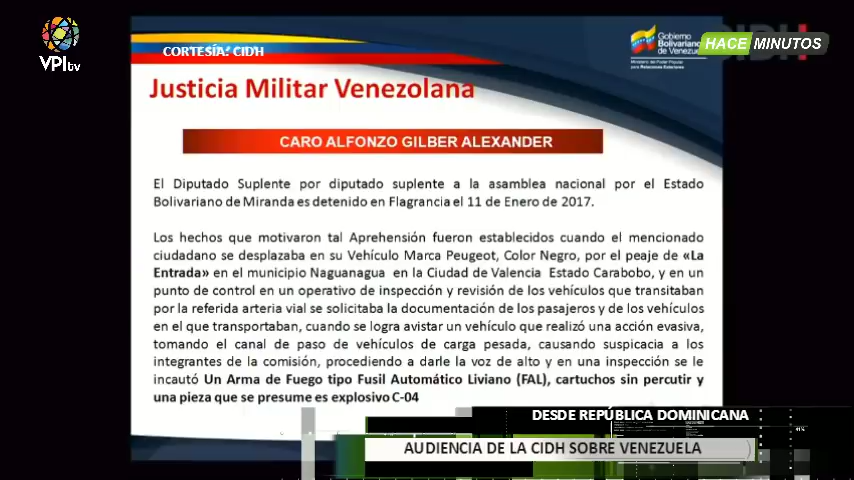 CORTESÍA: CIDH
VPItv
Gobierno
Bolivariano
de Venezuela
Ministerio del Poder Popular
para Relaciones Exteriores
HACE MINUTOS
Justicia Militar Venezolana
CARO ALFONZO GILBER ALEXANDER
El Diputado Suplente por diputado suplente a la asamblea nacional por el Estado
Bolivariano de Miranda es detenido en Flagrancia el 11 de Enero de 2017.
Los hechos que motivaron tal Aprehensión fueron establecidos cuando el mencionado
ciudadano se desplazaba en su Vehículo Marca Peugeot, Color Negro, por el peaje de «La
Entrada» en el municipio Naguanagua en la Ciudad de Valencia Estado Carabobo, y en un
punto de control en un operativo de inspección y revisión de los vehículos que transitaban
por la referida arteria vial se solicitaba la documentación de los pasajeros y de los vehículos
en el que transportaban, cuando se logra avistar un vehículo que realizó una acción evasiva,
tomando el canal de paso de vehículos de carga pesada, causando suspicacia a los
integrantes de la comisión, procediendo a darle la voz de alto y en una inspección se le
incautó Un Arma de Fuego tipo Fusil Automático Liviano (FAL), cartuchos sin percutir y
una pieza que se presume es explosivo C-04
DESDE REPÚBLICA DOMINICANA
AUDIENCIA DE LA CIDH SOBRE VENEZUELA